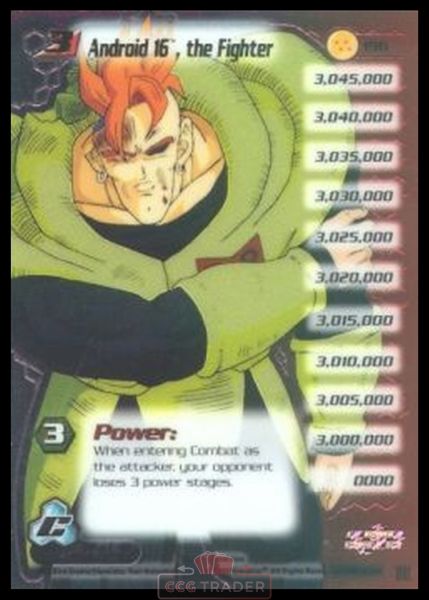 3 Android 16™, the Fighter
3,045,000
3,040,000
3,035,000
3,030,000
3,025,000
3,020,000
3,015,000
3,010,000
3,005,000
3,000,000
0000
3
Power:
When entering Combat as
the attacker, your opponent
loses 3 power stages.
CCG TRADER